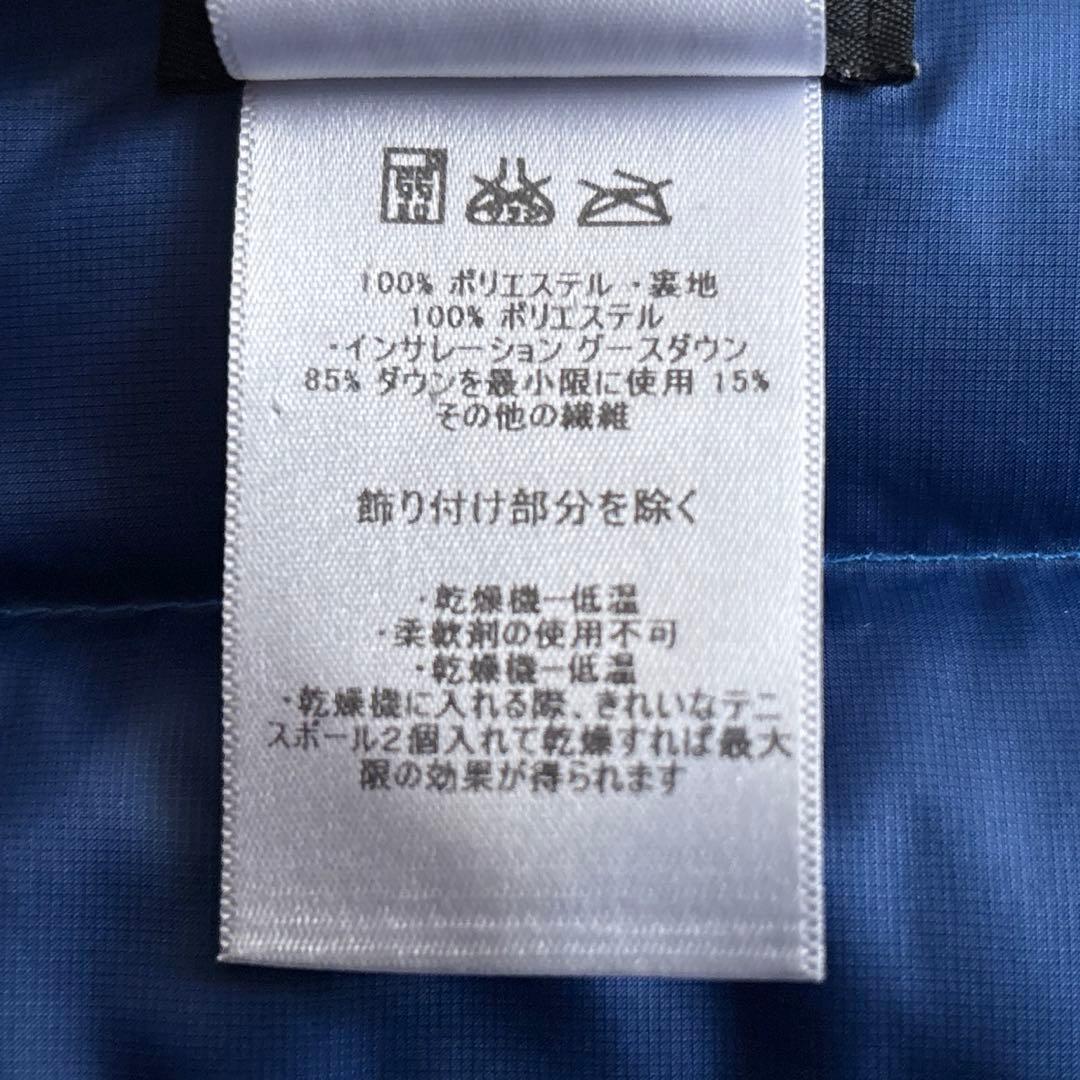 100% ポリエステル ・裏地
100% ポリエステル
・インサレーション グースダウン
85% ダウンを最小限に使用 15%
その他の繊維
飾り付け部分を除く
・乾燥機ー低温
・柔軟剤の使用不可
・乾燥機ー低温
・乾燥機に入れる際、きれいなテニ
スボール2個入れて乾燥すれば最大
限の効果が得られます